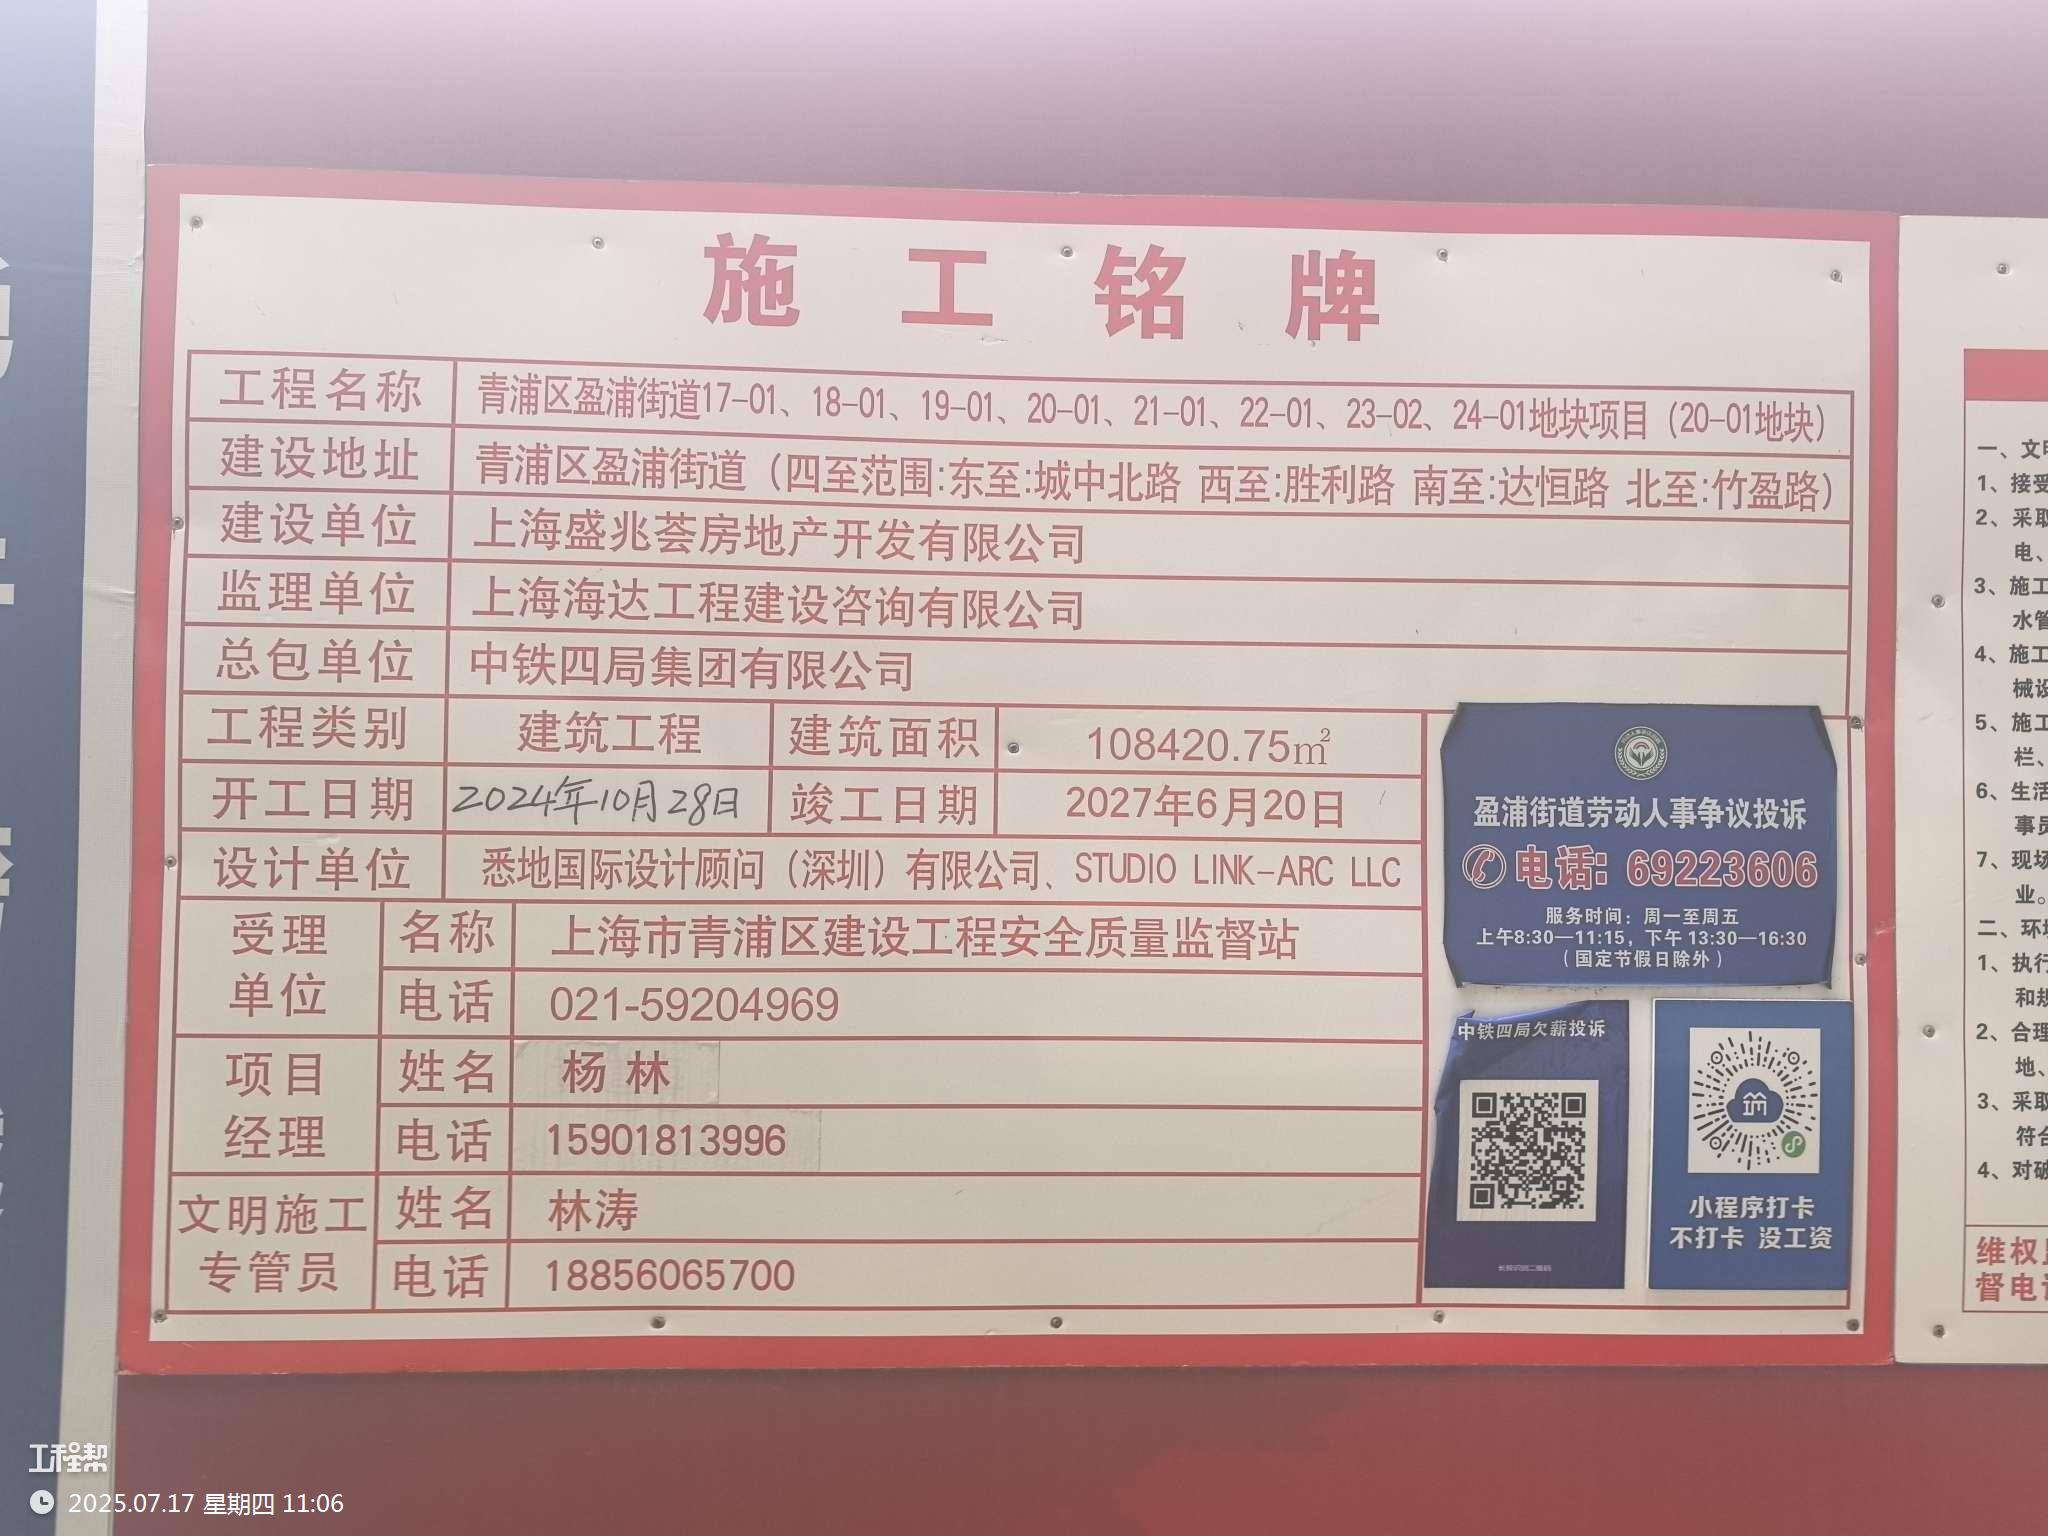 施工铭牌
工程名称 青浦区盈浦街道17-01、18-01、19-01、20-01、21-01、22-01、23-02、24-01地块项目（20-01地块）
建设地址 青浦区盈浦街道（四至范围:东至:城中北路 西至:胜利路 南至:达恒路 北至:竹盈路）
建设单位 上海盛兆荟房地产开发有限公司
监理单位 上海海达工程建设咨询有限公司
总包单位 中铁四局集团有限公司
工程类别 建筑工程 建筑面积 108420.75㎡
开工日期 2024年10月28日 竣工日期 2027年6月20日
设计单位 悉地国际设计顾问（深圳）有限公司、STUDIO LINK-ARC LLC
受理单位 名称 上海市青浦区建设工程安全质量监督站
电话 021-59204969
项目经理 姓名 杨林
电话 15901813996
文明施工专管员 姓名 林涛
电话 18856065700
盈浦街道劳动人事争议投诉
电话: 69223606
服务时间：周一至周五
上午8:30—11:15，下午13:30—16:30
（国定节假日除外）
中铁四局欠薪投诉
小程序打卡
不打卡 没工资
一、文明
1、接受
2、采取
电、
3、施工
水管
4、施工
械设
5、施工
栏、
6、生活
事员
7、现场
业。
二、环境
1、执行
和规
2、合理
地、
3、采取
符合
4、对破
维权监
督电话
工程帮
2025.07.17 星期四 11:06